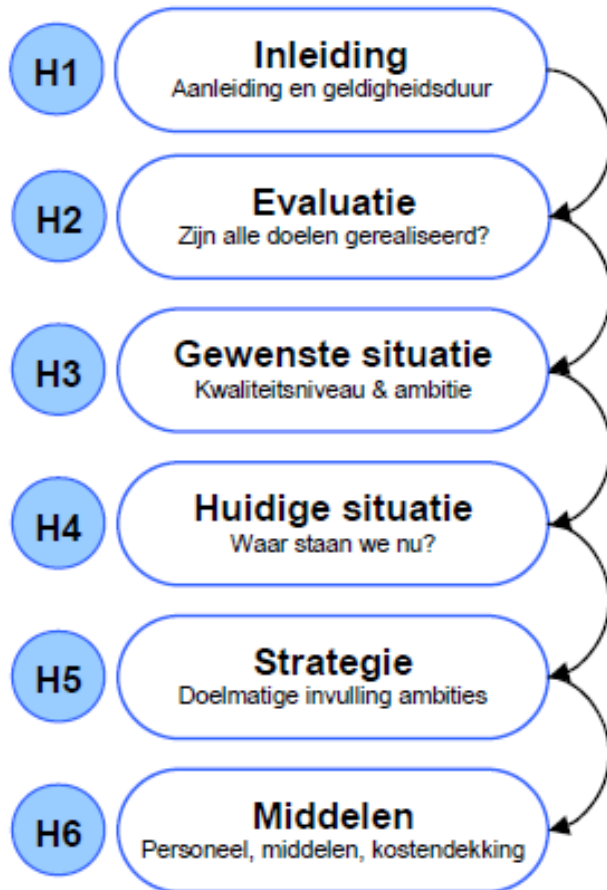 H1
Inleiding
Aanleiding en geldigheidsduur
H2
Evaluatie
Zijn alle doelen gerealiseerd?
H3
Gewenste situatie
Kwaliteitsniveau & ambitie
H4
Huidige situatie
Waar staan we nu?
H5
Strategie
Doelmatige invulling ambities
H6
Middelen
Personeel, middelen, kostendekking